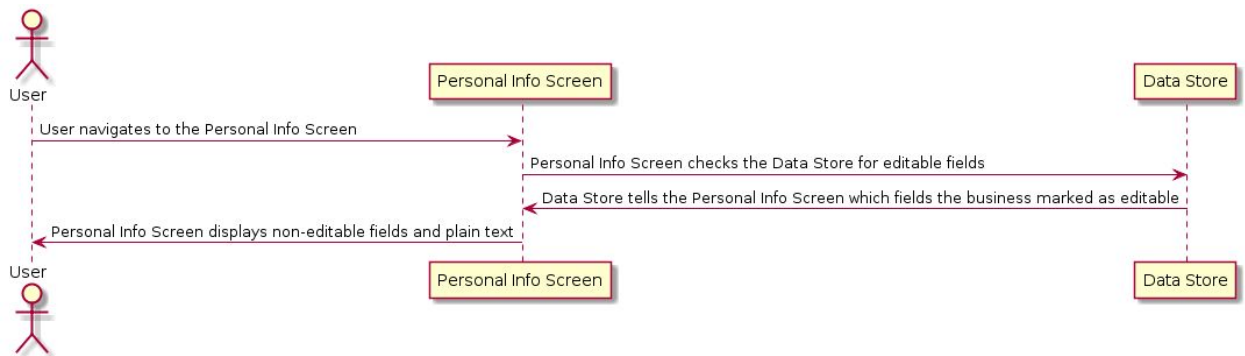 User
Personal Info Screen
Data Store
User navigates to the Personal Info Screen
Personal Info Screen checks the Data Store for editable fields
Data Store tells the Personal Info Screen which fields the business marked as editable
Personal Info Screen displays non-editable fields and plain text
User
Personal Info Screen
Data Store